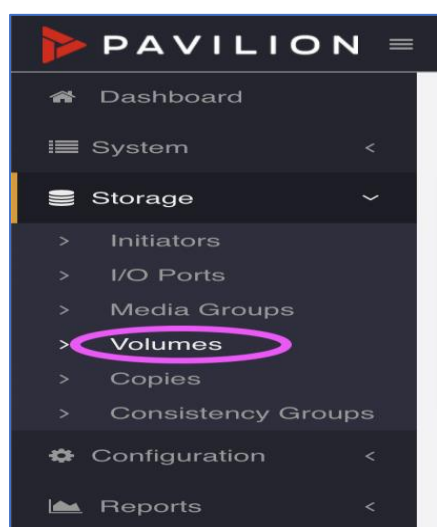 PAVILION
Dashboard
System <
Storage
> Initiators
> I/O Ports
> Media Groups
> Volumes
> Copies
> Consistency Groups
Configuration <
Reports <